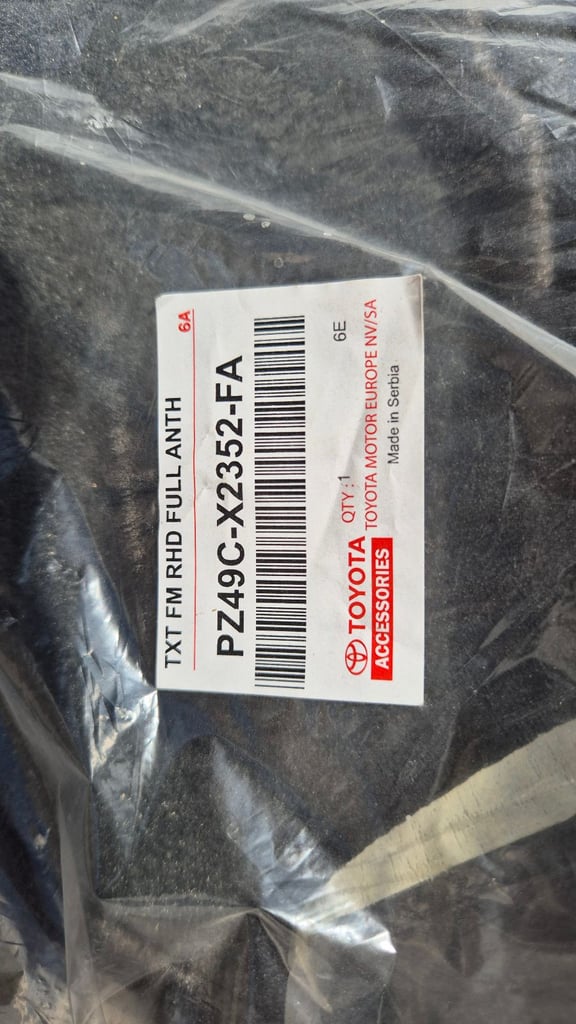 TXT FM RHD FULL ANTH
6A
PZ49C-X2352-FA
QTY : 1
6E
TOYOTA
TOYOTA MOTOR EUROPE NV/SA
ACCESSORIES
Made in Serbia